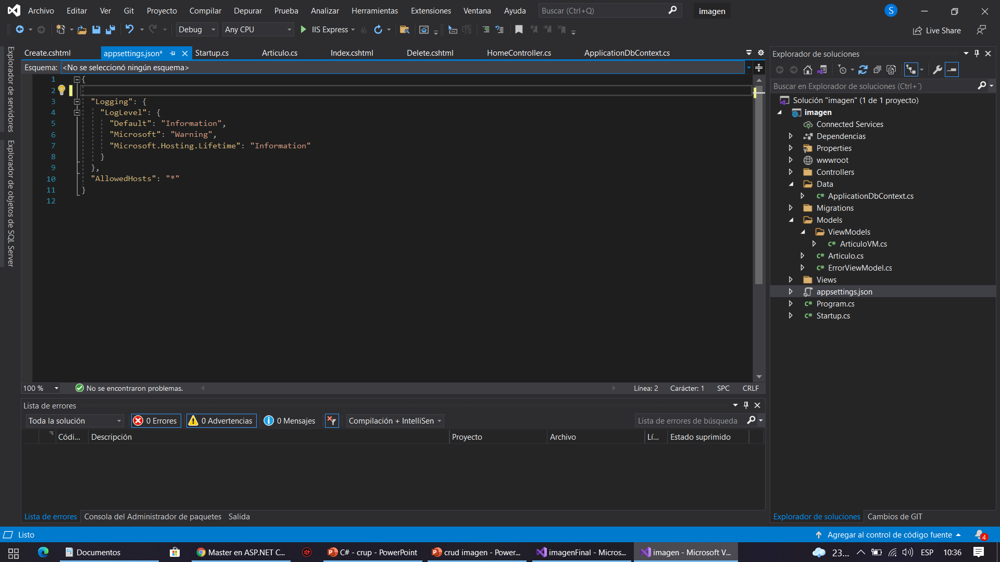 Archivo Editar Ver Git Proyecto Compilar Depurar Prueba Analizar Herramientas Extensiones Ventana Ayuda Buscar (Ctrl+Q) imagen S
Debug Any CPU IIS Express Live Share
Explorador de servidores
Explorador de objetos de SQL Server
Create.cshtml appsettings.json* Startup.cs Articulo.cs Index.cshtml Delete.cshtml HomeController.cs ApplicationDbContext.cs
Esquema: <No se seleccionó ningún esquema>
1 {
2
3 "Logging": {
4 "LogLevel": {
5 "Default": "Information",
6 "Microsoft": "Warning",
7 "Microsoft.Hosting.Lifetime": "Information"
8 }
9 },
10 "AllowedHosts": "*"
11 }
12
100 % No se encontraron problemas. Línea: 2 Carácter: 1 SPC CRLF
Lista de errores
Toda la solución 0 Errores 0 Advertencias 0 Mensajes Compilación + IntelliSen Lista de errores de búsqueda
Códi... Descripción Proyecto Archivo Lí... Estado suprimido
Lista de errores Consola del Administrador de paquetes Salida
Explorador de soluciones
Buscar en Explorador de soluciones (Ctrl+´)
Solución "imagen" (1 de 1 proyecto)
imagen
Connected Services
Dependencias
Properties
wwwroot
Controllers
Data
C# ApplicationDbContext.cs
Migrations
Models
ViewModels
C# ArticuloVM.cs
C# Articulo.cs
C# ErrorViewModel.cs
Views
appsettings.json
C# Program.cs
C# Startup.cs
Explorador de soluciones Cambios de GIT
Listo Agregar al control de código fuente 4
Documentos Master en ASP.NET C... C# - crup - PowerPoint crud imagen - Power... imagenFinal - Micros... imagen - Microsoft V... 23... ESP 10:36